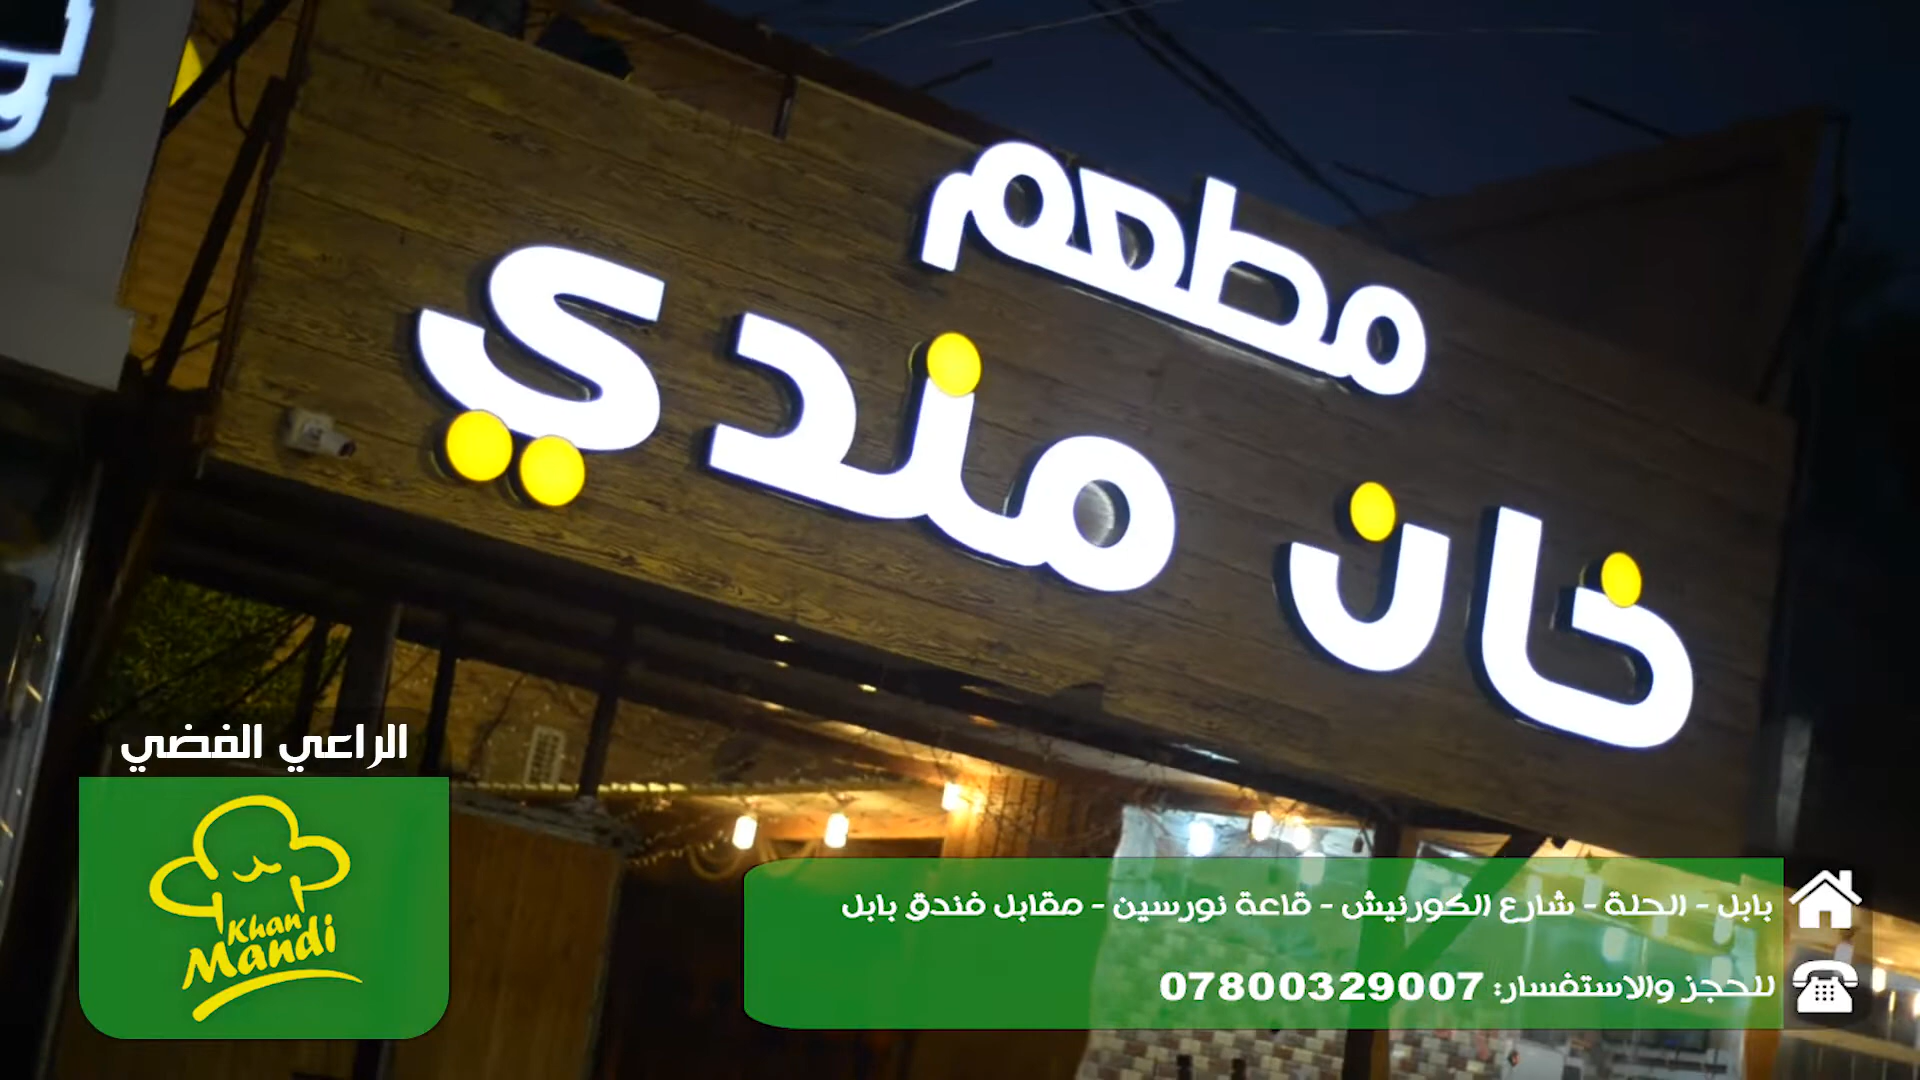 مطعم
خان مندي
الراعي الفضي
Khan
Mandi
بابل - الحلة - شارع الكورنيش - قاعة نورسين - مقابل فندق بابل
للحجز والاستفسار: 07800329007